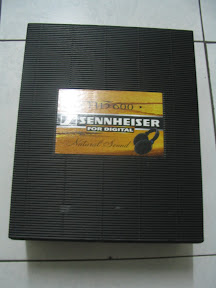 SENNHEISER
FOR DIGITAL
Natural Sound